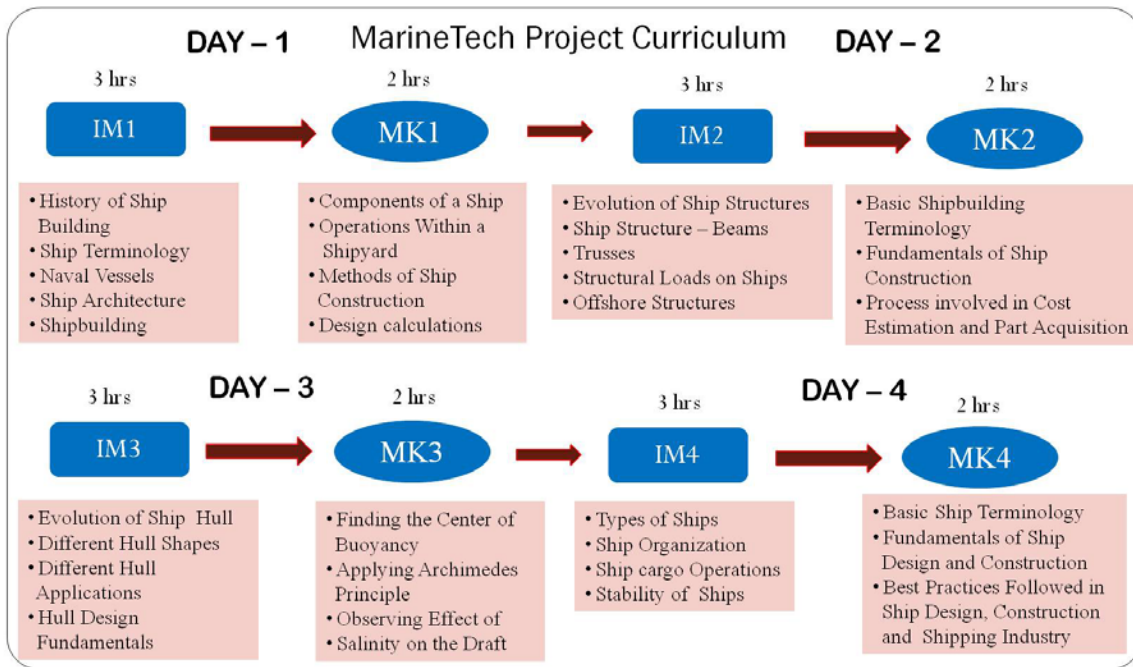 DAY – 1
MarineTech Project Curriculum
DAY – 2
3 hrs
2 hrs
3 hrs
2 hrs
IM1
MK1
IM2
MK2
• History of Ship
Building
• Ship Terminology
• Naval Vessels
• Ship Architecture
• Shipbuilding
• Components of a Ship
• Operations Within a
Shipyard
• Methods of Ship
Construction
• Design calculations
• Evolution of Ship Structures
• Ship Structure – Beams
• Trusses
• Structural Loads on Ships
• Offshore Structures
• Basic Shipbuilding
Terminology
• Fundamentals of Ship
Construction
• Process involved in Cost
Estimation and Part Acquisition
DAY – 3
DAY – 4
3 hrs
2 hrs
3 hrs
2 hrs
IM3
MK3
IM4
MK4
• Evolution of Ship Hull
• Different Hull Shapes
• Different Hull
Applications
• Hull Design
Fundamentals
• Finding the Center of
Buoyancy
• Applying Archimedes
Principle
• Observing Effect of
• Salinity on the Draft
• Types of Ships
• Ship Organization
• Ship cargo Operations
• Stability of Ships
• Basic Ship Terminology
• Fundamentals of Ship
Design and Construction
• Best Practices Followed in
Ship Design, Construction
and Shipping Industry